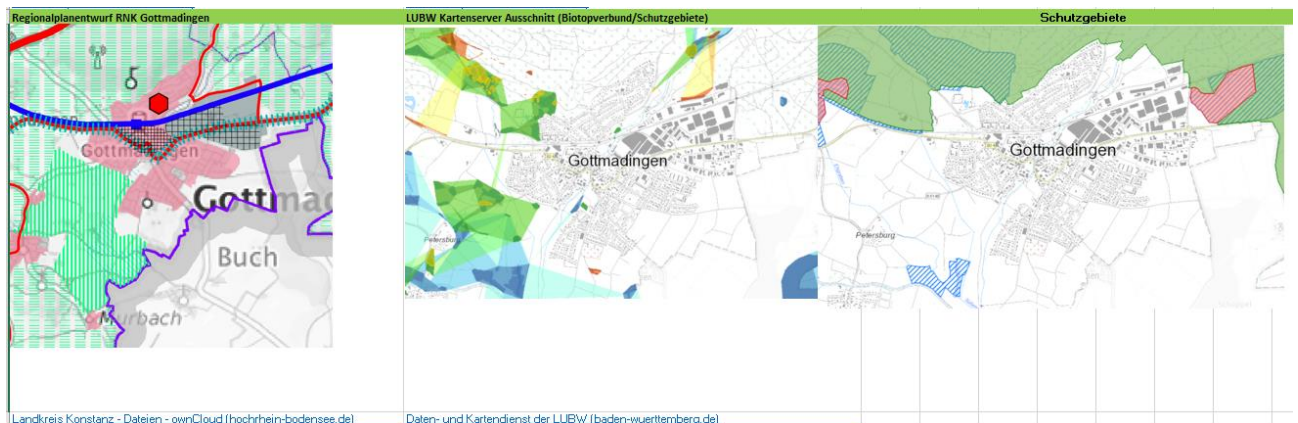 Regionalplanentwurf RNK Gottmadingen
LUBW Kartenserver Ausschnitt (Biotopverbund/Schutzgebiete)
Schutzgebiete
Gottmadingen
Gottmad
Buch
Murbach
Gottmadingen
Petersburg
Gottmadingen
Petersburg
Landkreis Konstanz - Dateien - ownCloud (hochrhein-bodensee.de)
Daten- und Kartendienst der LUBW (baden-wuerttemberg.de)